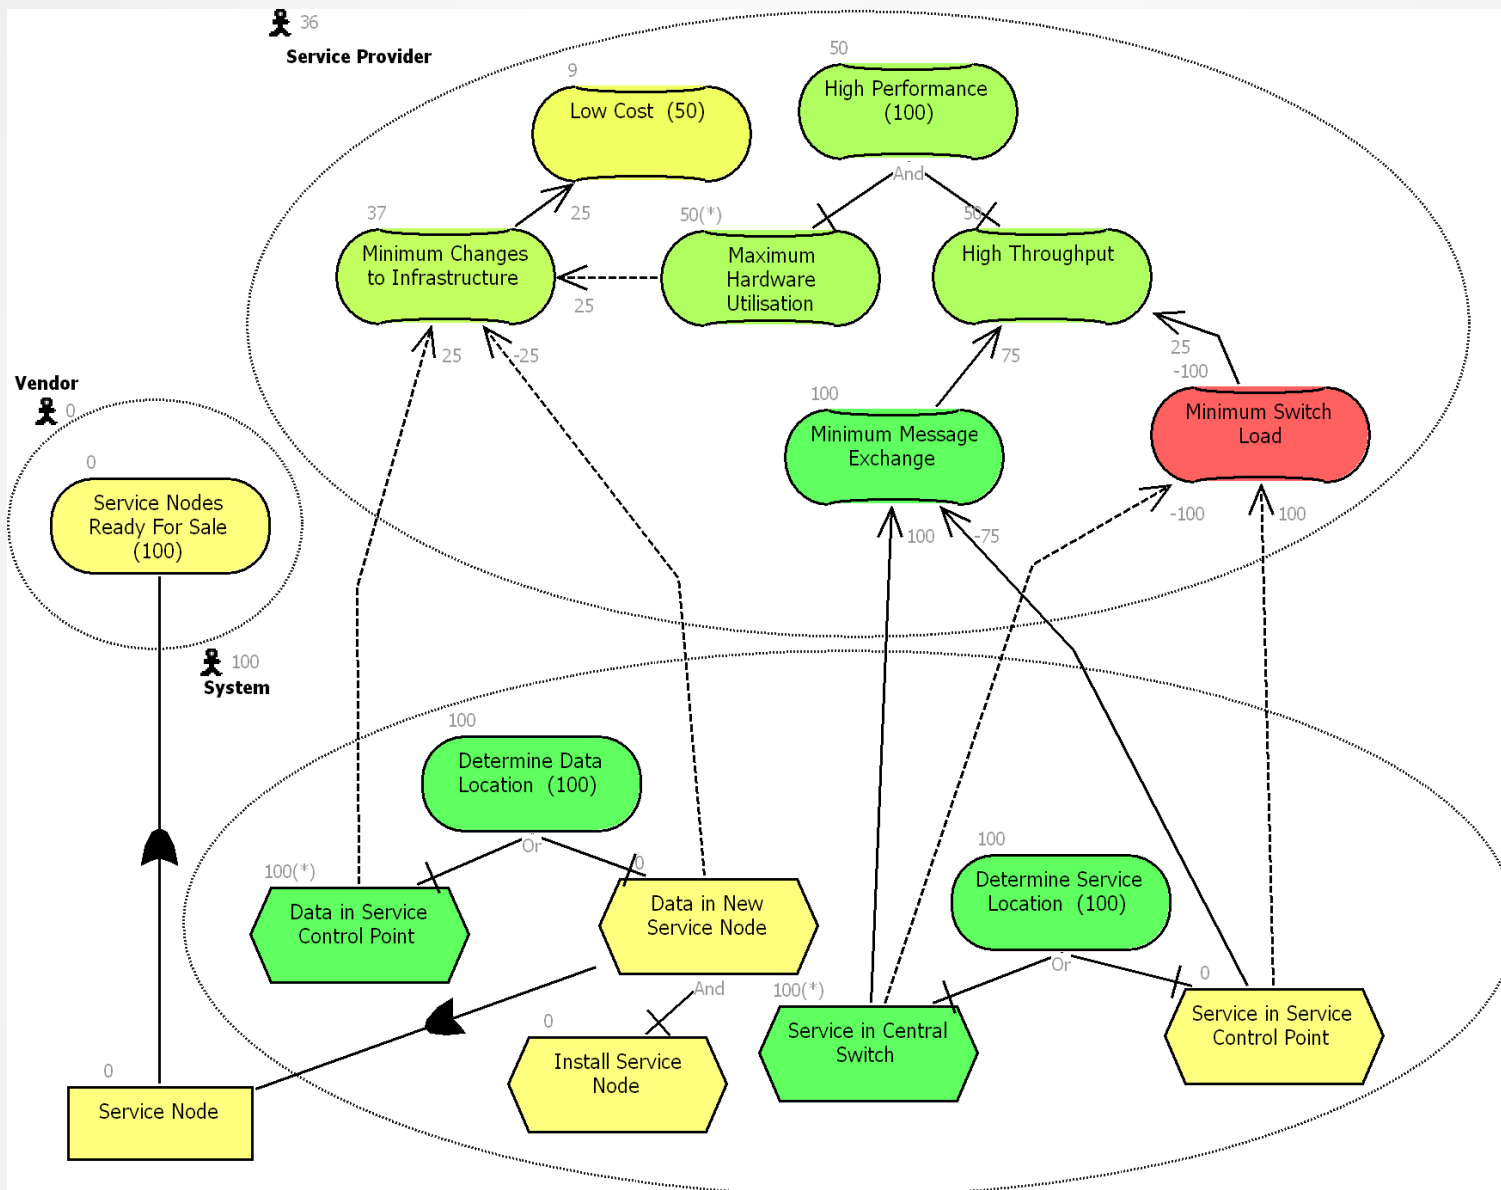 36
Service Provider
50
9
High Performance
(100)
Low Cost (50)
And
37
25
50(*)
50
Minimum Changes
to Infrastructure
Maximum
Hardware
Utilisation
High Throughput
25
25
-25
75
25
-100
Vendor
0
100
Minimum Switch
Load
Minimum Message
Exchange
0
Service Nodes
Ready For Sale
(100)
100
-75
-100
100
100
System
100
Determine Data
Location (100)
Or
100
100(*)
0
Determine Service
Location (100)
Data in Service
Control Point
Data in New
Service Node
Or
And
100(*)
0
0
Service in Central
Switch
Service in Service
Control Point
Install Service
Node
0
Service Node